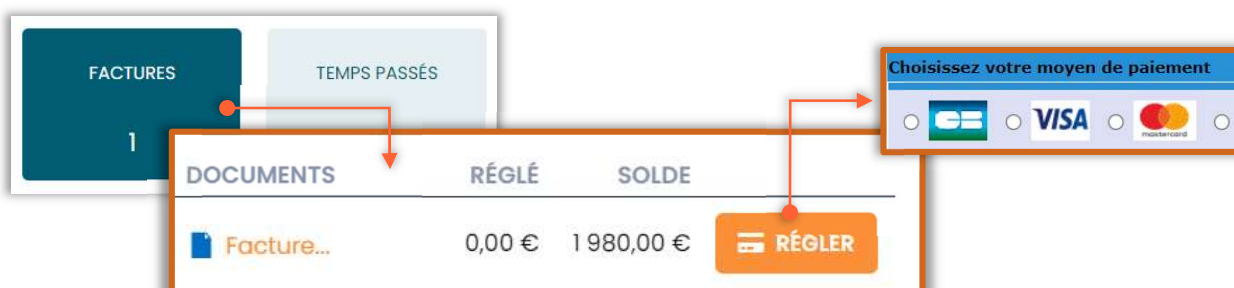 FACTURES
1
TEMPS PASSÉS
DOCUMENTS RÉGLÉ SOLDE
Facture... 0,00 € 1 980,00 € RÉGLER
Choisissez votre moyen de paiement
CB VISA mastercard